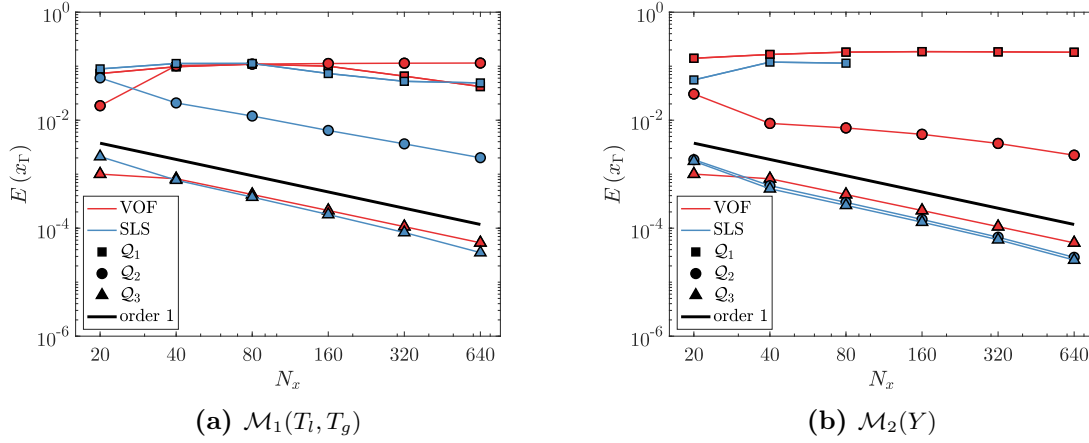 10^0
10^-2
10^-4
10^-6
E (x_Γ)
VOF
SLS
Q_1
Q_2
Q_3
order 1
20 40 80 160 320 640
N_x
(a) M_1(T_l, T_g)
10^0
10^-2
10^-4
10^-6
E (x_Γ)
VOF
SLS
Q_1
Q_2
Q_3
order 1
20 40 80 160 320 640
N_x
(b) M_2(Y)